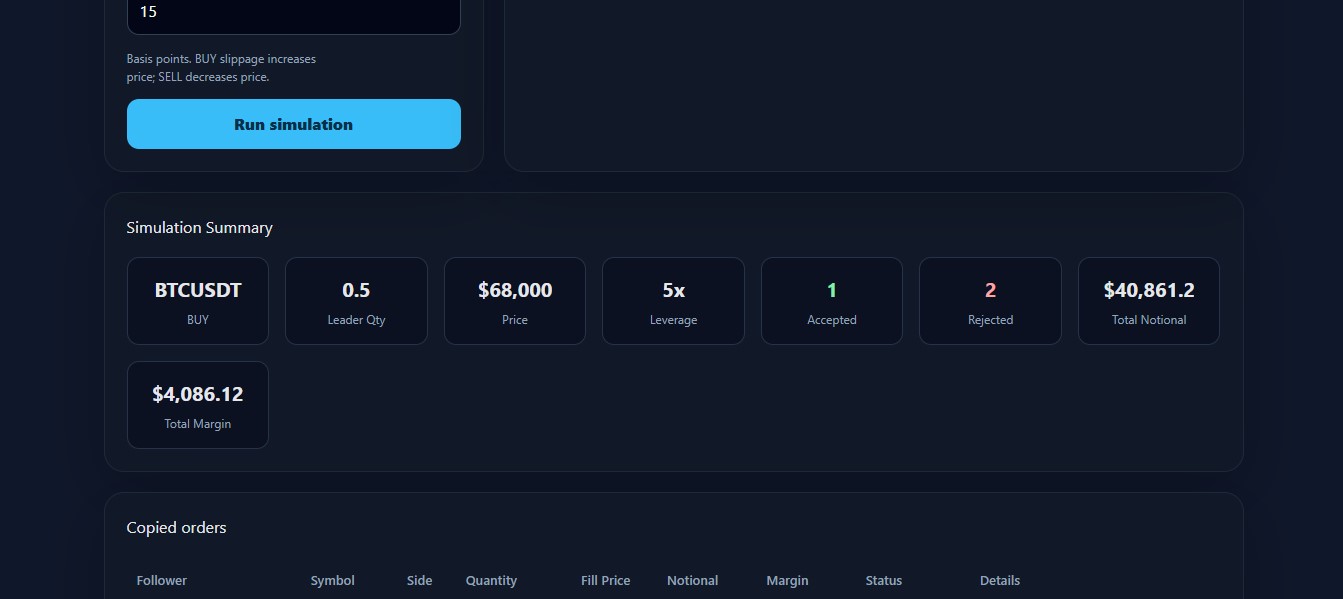 15
Basis points. BUY slippage increases
price; SELL decreases price.
Run simulation
Simulation Summary
BTCUSDT
BUY
0.5
Leader Qty
$68,000
Price
5x
Leverage
1
Accepted
2
Rejected
$40,861.2
Total Notional
$4,086.12
Total Margin
Copied orders
Follower Symbol Side Quantity Fill Price Notional Margin Status Details